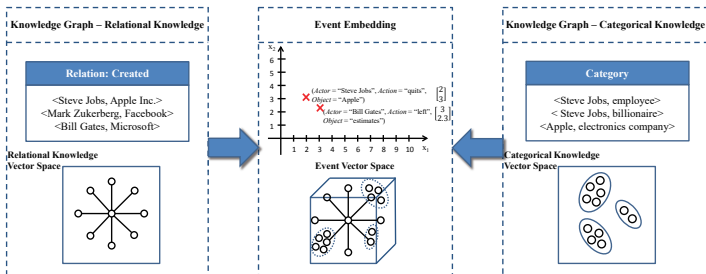 Knowledge Graph – Relational Knowledge
Relation: Created
<Steve Jobs, Apple Inc.>
<Mark Zukerberg, Facebook>
<Bill Gates, Microsoft>
Relational Knowledge
Vector Space
Event Embedding
x2
6
5
4
3
2
1
1 2 3 4 5 6 7 8 9 10
x1
(Actor = “Steve Jobs”, Action = “quits”,
Object = “Apple”)
[2
3]
(Actor = “Bill Gates”, Action = “left”,
Object = “estimates”)
[3
2.3]
Event Vector Space
Knowledge Graph – Categorical Knowledge
Category
<Steve Jobs, employee>
< Steve Jobs, billionaire>
<Apple, electronics company>
Categorical Knowledge
Vector Space